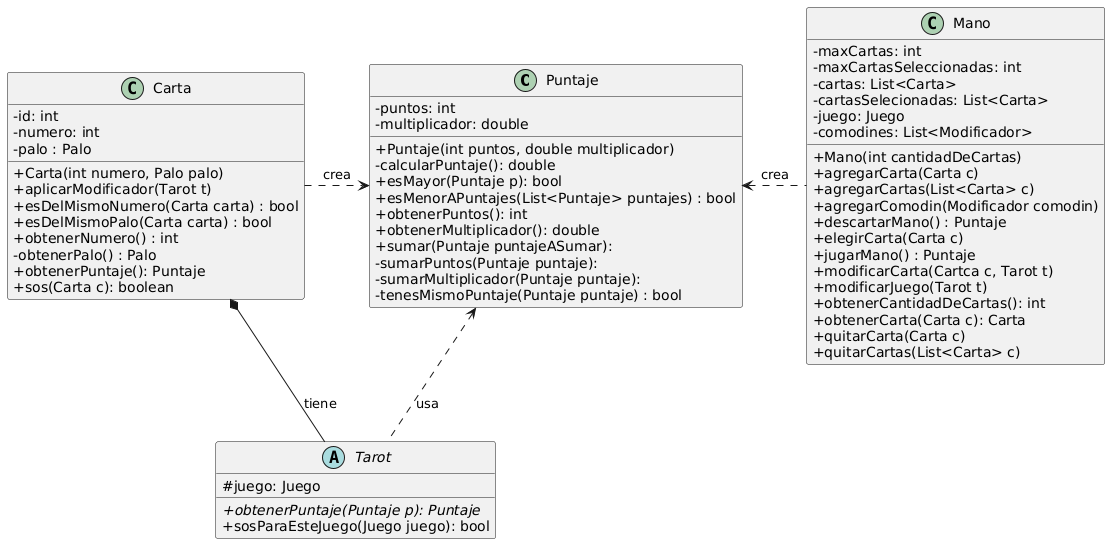 C Carta
-id: int
-numero: int
-palo : Palo
+Carta(int numero, Palo palo)
+aplicarModificador(Tarot t)
+esDelMismoNumero(Carta carta) : bool
+esDelMismoPalo(Carta carta) : bool
+obtenerNumero() : int
-obtenerPalo() : Palo
+obtenerPuntaje(): Puntaje
+sos(Carta c): boolean
crea
C Puntaje
-puntos: int
-multiplicador: double
+Puntaje(int puntos, double multiplicador)
-calcularPuntaje(): double
+esMayor(Puntaje p): bool
+esMenorAPuntajes(List<Puntaje> puntajes) : bool
+obtenerPuntos(): int
+obtenerMultiplicador(): double
+sumar(Puntaje puntajeASumar):
-sumarPuntos(Puntaje puntaje):
-sumarMultiplicador(Puntaje puntaje):
-tenesMismoPuntaje(Puntaje puntaje) : bool
crea
C Mano
-maxCartas: int
-maxCartasSeleccionadas: int
-cartas: List<Carta>
-cartasSelecionadas: List<Carta>
-juego: Juego
-comodines: List<Modificador>
+Mano(int cantidadDeCartas)
+agregarCarta(Carta c)
+agregarCartas(List<Carta> c)
+agregarComodin(Modificador comodin)
+descartarMano() : Puntaje
+elegirCarta(Carta c)
+jugarMano() : Puntaje
+modificarCarta(Cartca c, Tarot t)
+modificarJuego(Tarot t)
+obtenerCantidadDeCartas(): int
+obtenerCarta(Carta c): Carta
+quitarCarta(Carta c)
+quitarCartas(List<Carta> c)
tiene
usa
A Tarot
#juego: Juego
+obtenerPuntaje(Puntaje p): Puntaje
+sosParaEsteJuego(Juego juego): bool